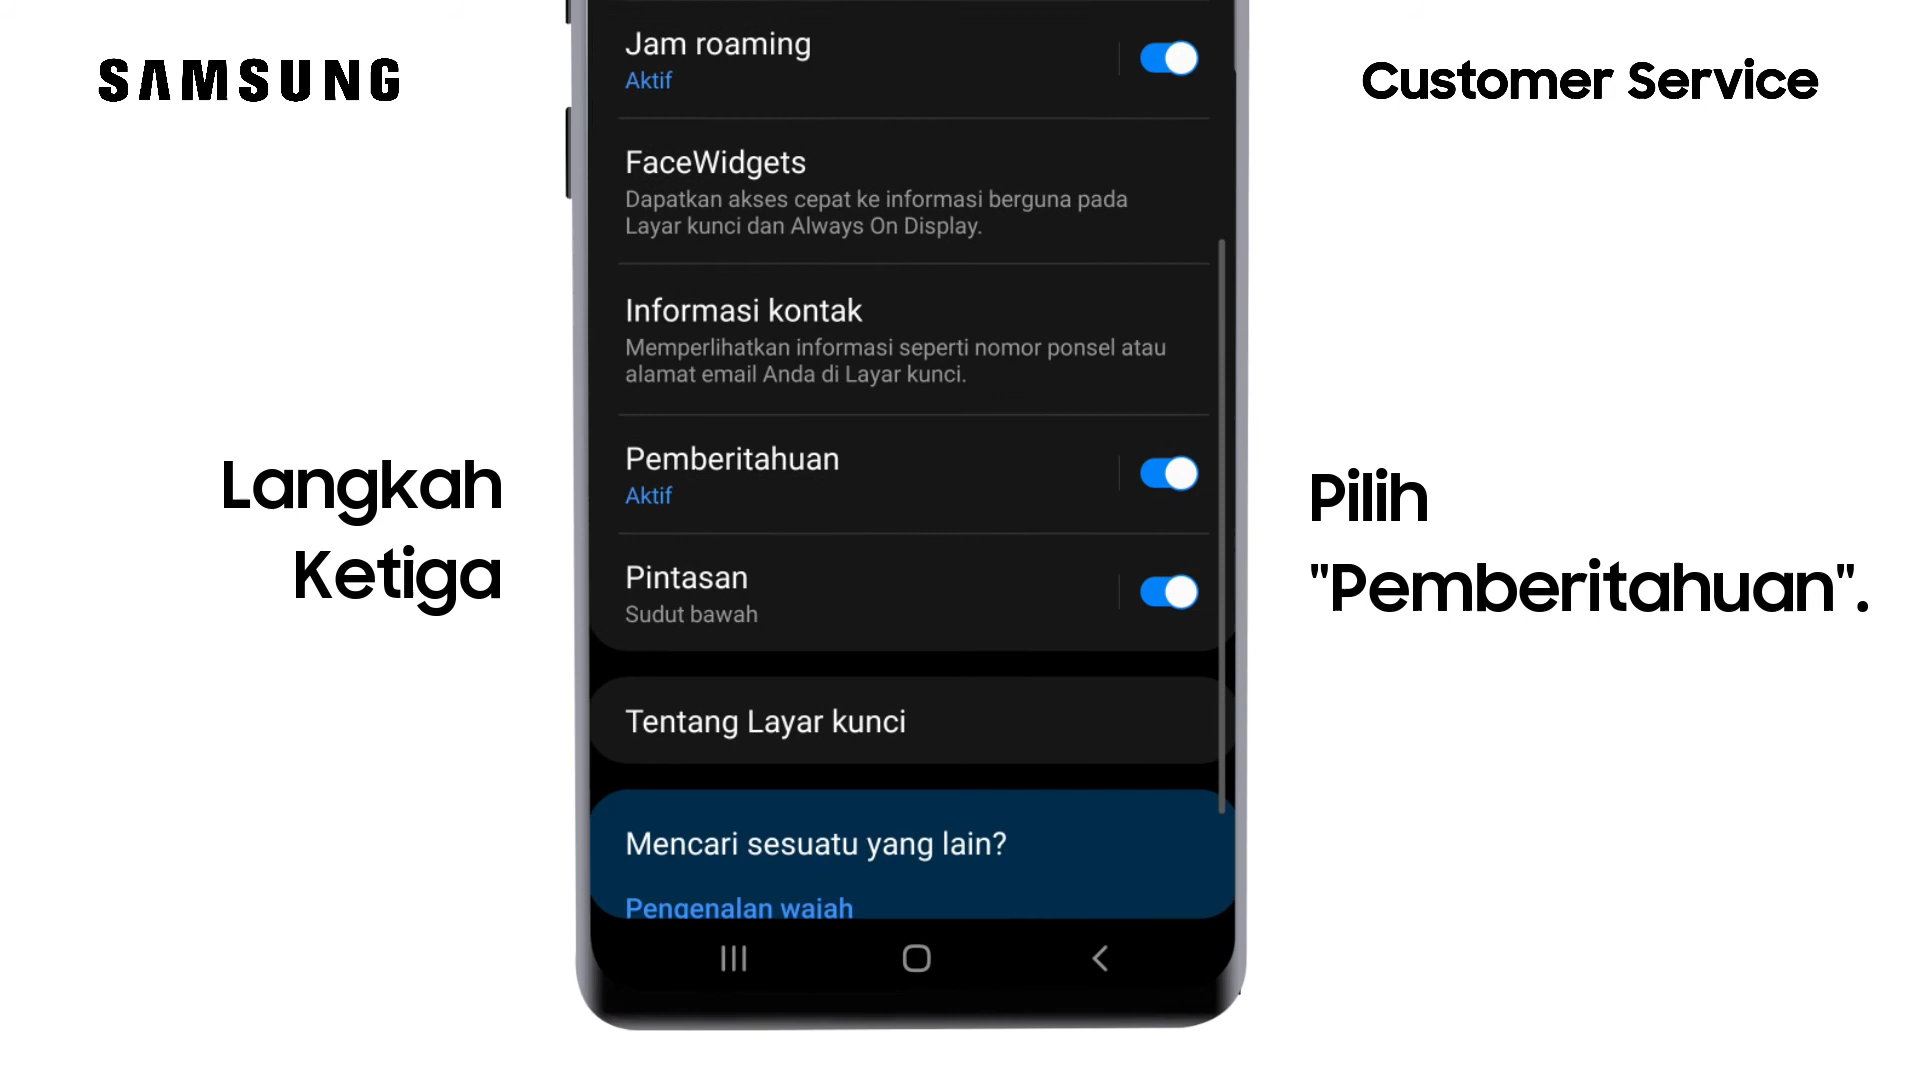 SAMSUNG
Customer Service
Langkah
Ketiga
Jam roaming
Aktif
FaceWidgets
Dapatkan akses cepat ke informasi berguna pada
Layar kunci dan Always On Display.
Informasi kontak
Memperlihatkan informasi seperti nomor ponsel atau
alamat email Anda di Layar kunci.
Pemberitahuan
Aktif
Pintasan
Sudut bawah
Tentang Layar kunci
Mencari sesuatu yang lain?
Pengenalan wajah
Pilih
"Pemberitahuan".